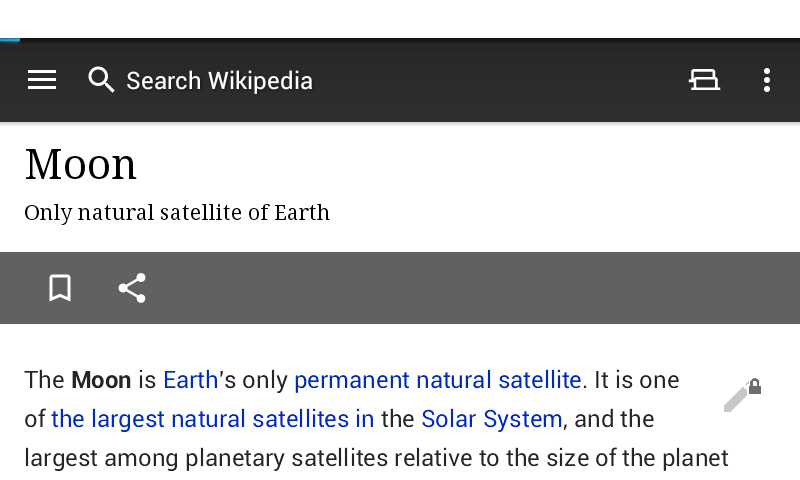 Search Wikipedia
Moon
Only natural satellite of Earth
The Moon is Earth's only permanent natural satellite. It is one
of the largest natural satellites in the Solar System, and the
largest among planetary satellites relative to the size of the planet